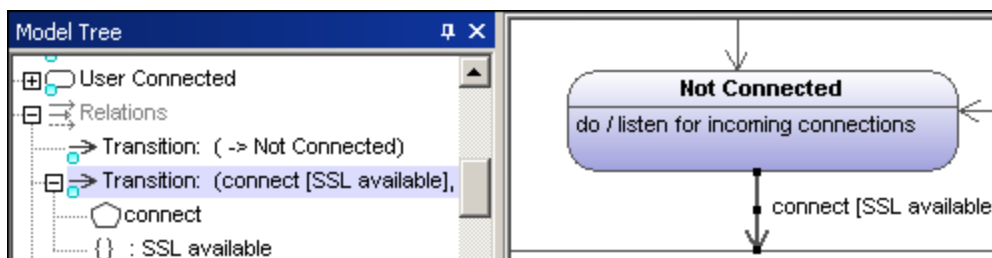 Model Tree
User Connected
Relations
Transition: ( -> Not Connected)
Transition: (connect [SSL available],
connect
{ } : SSL available
Not Connected
do / listen for incoming connections
connect [SSL available